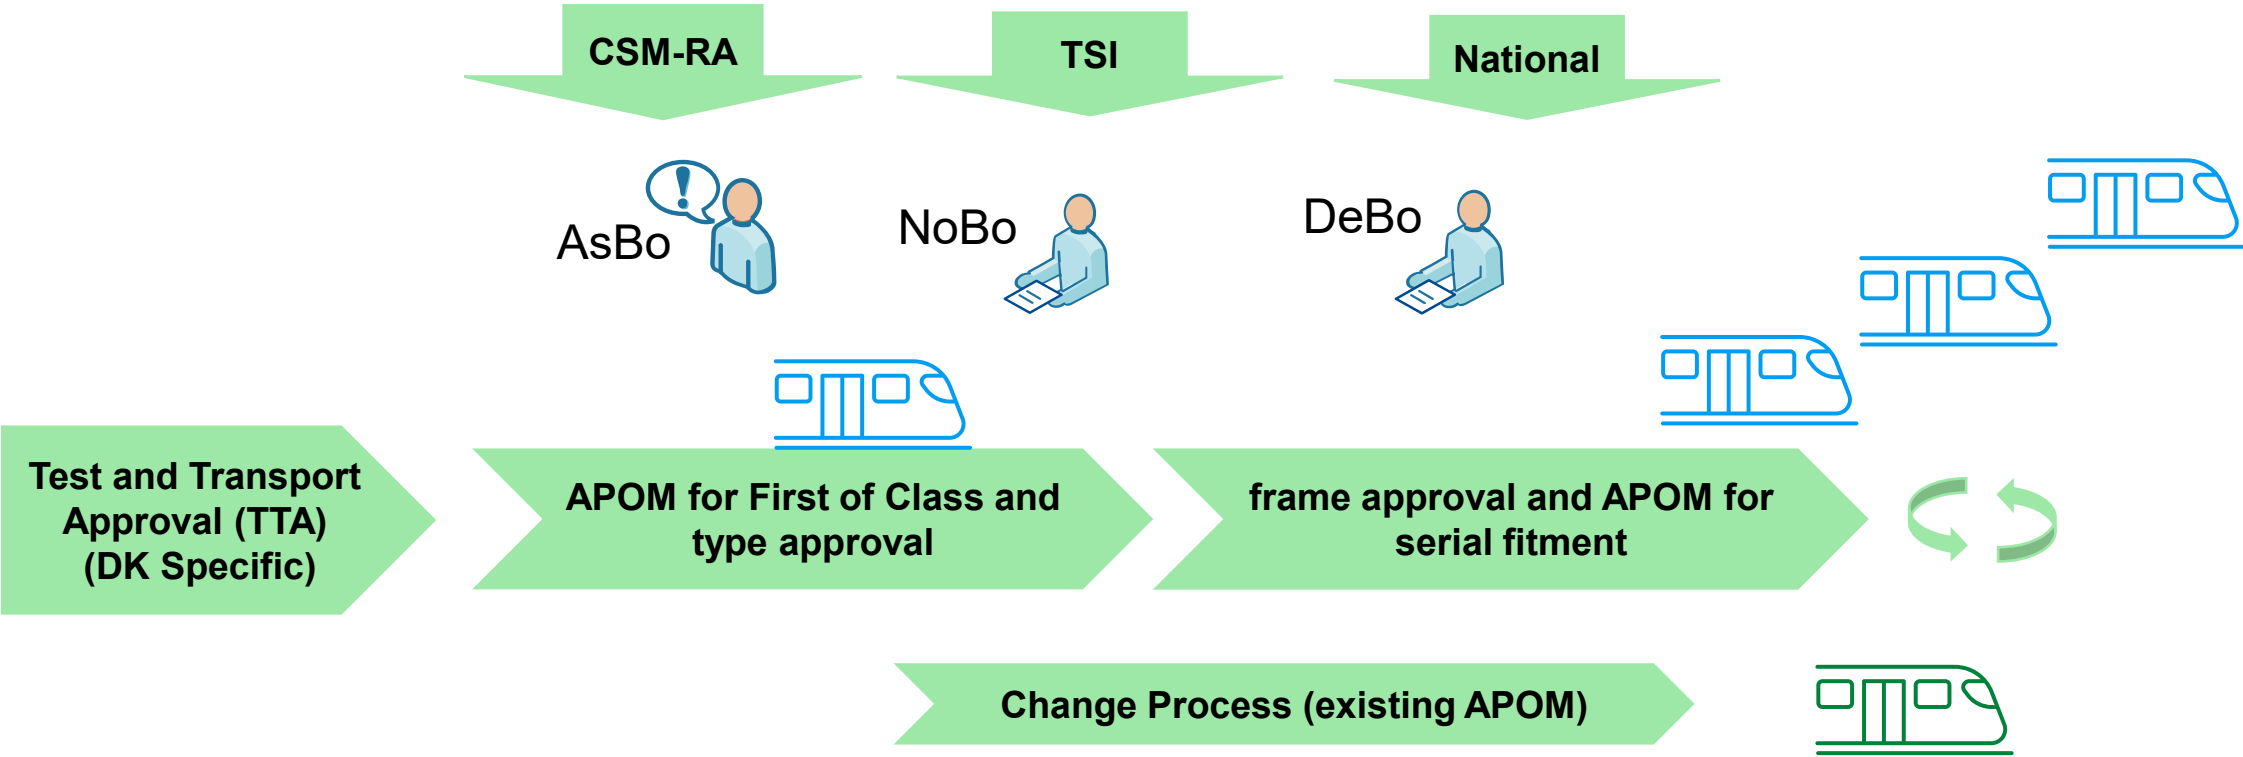 CSM-RA
TSI
National
AsBo
NoBo
DeBo
Test and Transport
Approval (TTA)
(DK Specific)
APOM for First of Class and
type approval
frame approval and APOM for
serial fitment
Change Process (existing APOM)